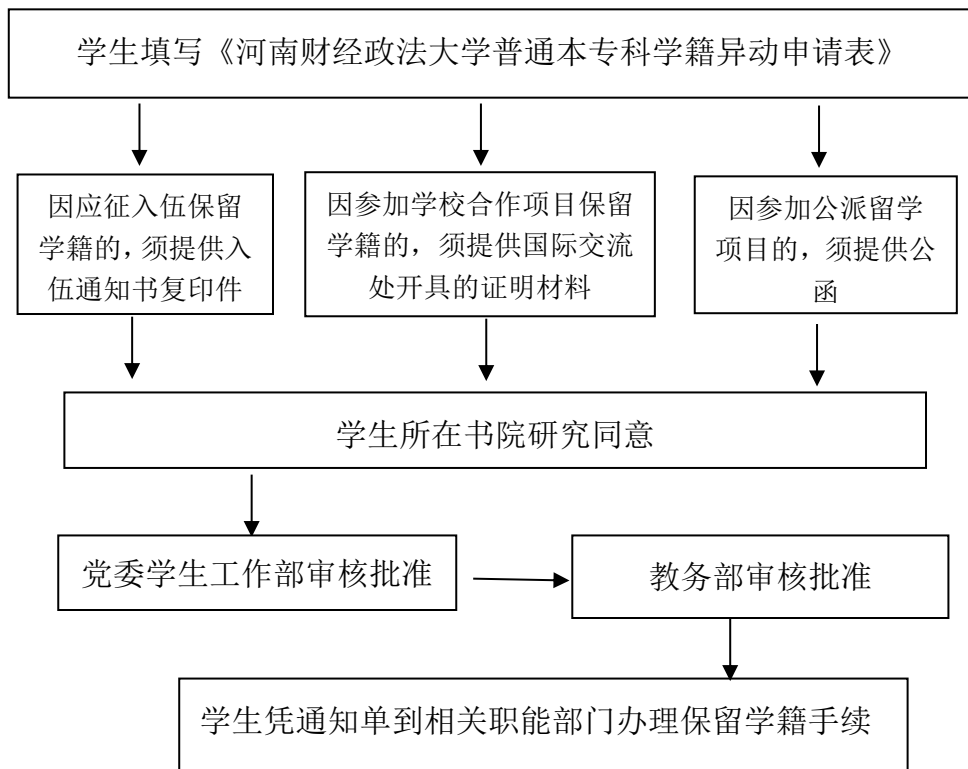 学生填写《河南财经政法大学普通本专科学籍异动申请表》
因应征入伍保留
学籍的，须提供入
伍通知书复印件
因参加学校合作项目保留
学籍的，须提供国际交流
处开具的证明材料
因参加公派留学
项目的，须提供公
函
学生所在书院研究同意
党委学生工作部审核批准
教务部审核批准
学生凭通知单到相关职能部门办理保留学籍手续